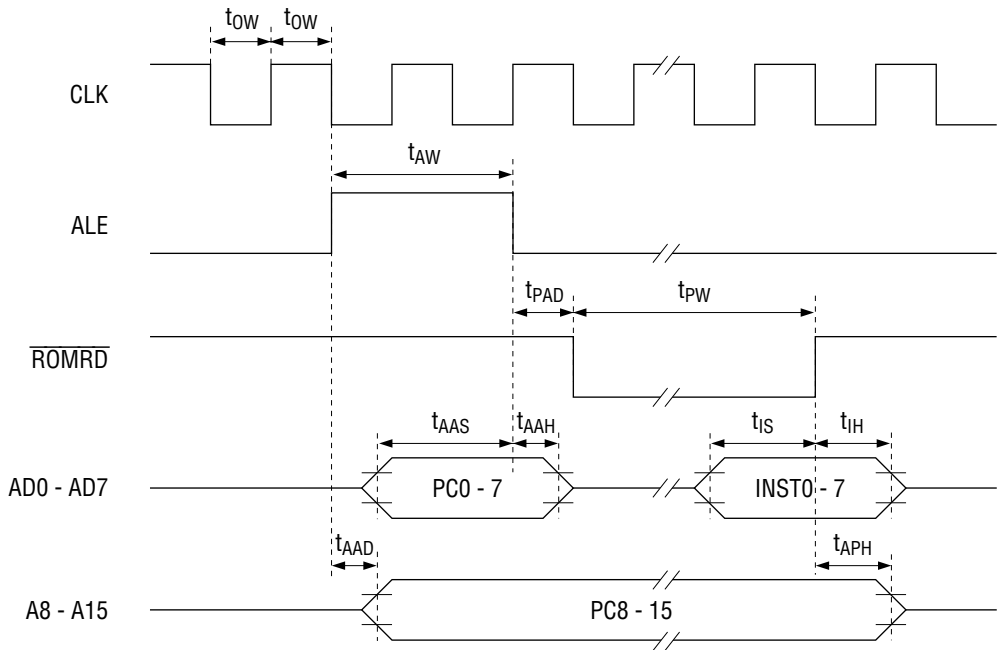 tOW tOW
CLK
tAW
ALE
tPAD tPW
ROMRD
tAAS tAAH tIS tIH
AD0 - AD7 PC0 - 7 INST0 - 7
tAAD tAPH
A8 - A15 PC8 - 15